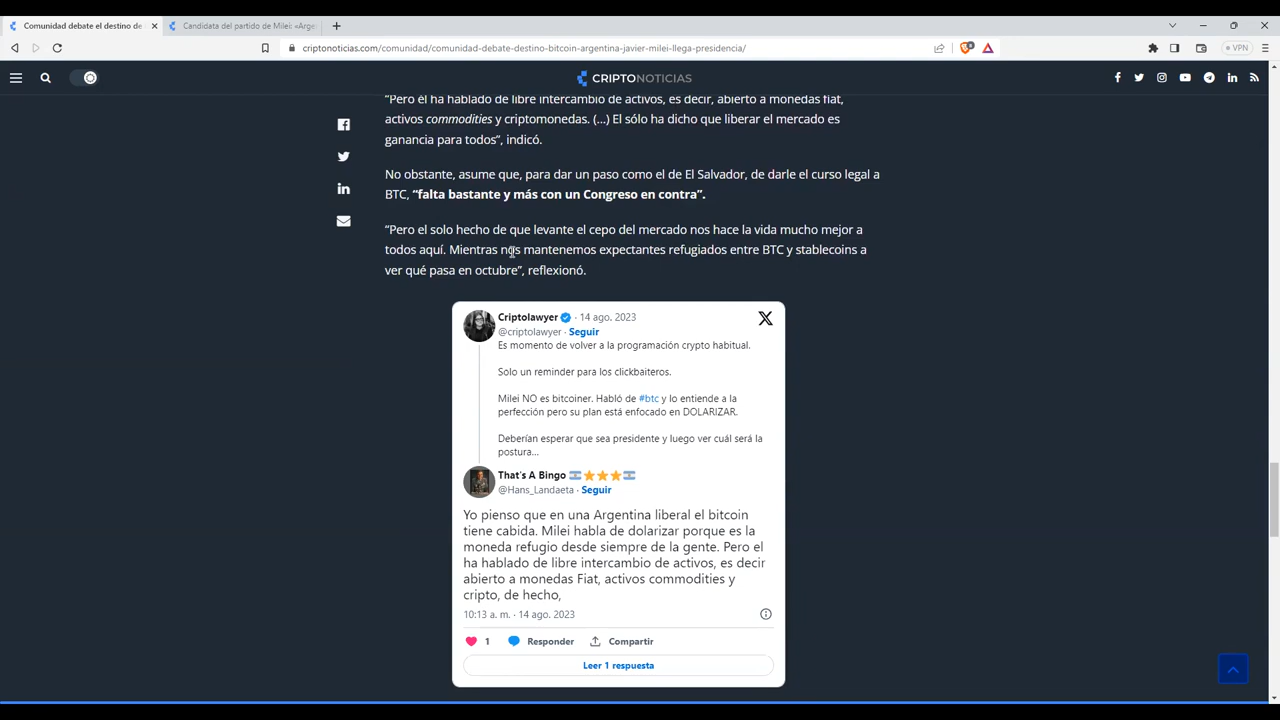 Comunidad debate el destino de
Candidata del partido de Milei: «Arge
criptonoticias.com/comunidad/comunidad-debate-destino-bitcoin-argentina-javier-milei-llega-presidencia/
VPN
CRIPTONOTICIAS
“Pero él ha hablado de libre intercambio de activos, es decir, abierto a monedas fiat,
activos commodities y criptomonedas. (…) El sólo ha dicho que liberar el mercado es
ganancia para todos”, indicó.
No obstante, asume que, para dar un paso como el de El Salvador, de darle el curso legal a
BTC, “falta bastante y más con un Congreso en contra”.
“Pero el solo hecho de que levante el cepo del mercado nos hace la vida mucho mejor a
todos aquí. Mientras nos mantenemos expectantes refugiados entre BTC y stablecoins a
ver qué pasa en octubre”, reflexionó.
Criptolawyer · 14 ago. 2023
@criptolawyer · Seguir
Es momento de volver a la programación crypto habitual.
Solo un reminder para los clickbaiteros.
Milei NO es bitcoiner. Habló de #btc y lo entiende a la
perfección pero su plan está enfocado en DOLARIZAR.
Deberían esperar que sea presidente y luego ver cuál será la
postura…
That's A Bingo
@Hans_Landaeta · Seguir
Yo pienso que en una Argentina liberal el bitcoin
tiene cabida. Milei habla de dolarizar porque es la
moneda refugio desde siempre de la gente. Pero el
ha hablado de libre intercambio de activos, es decir
abierto a monedas Fiat, activos commodities y
cripto, de hecho,
10:13 a. m. · 14 ago. 2023
1 Responder Compartir
Leer 1 respuesta